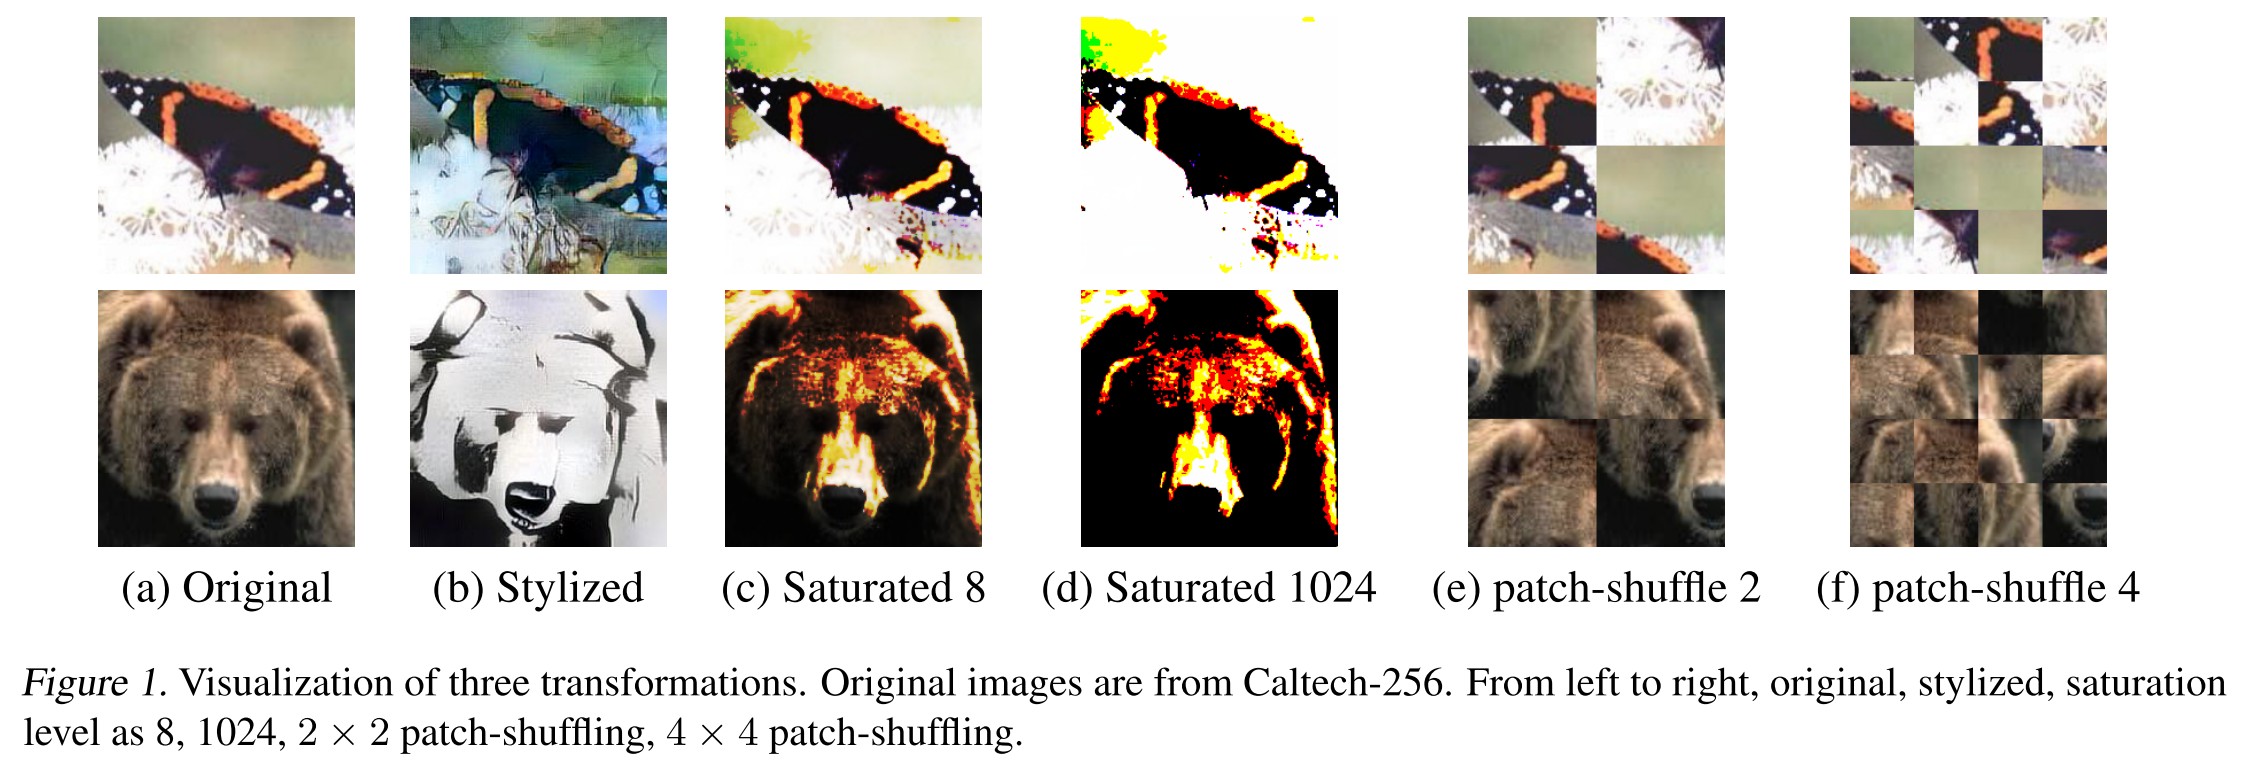 (a) Original (b) Stylized (c) Saturated 8 (d) Saturated 1024 (e) patch-shuffle 2 (f) patch-shuffle 4
Figure 1. Visualization of three transformations. Original images are from Caltech-256. From left to right, original, stylized, saturation
level as 8, 1024, 2 × 2 patch-shuffling, 4 × 4 patch-shuffling.